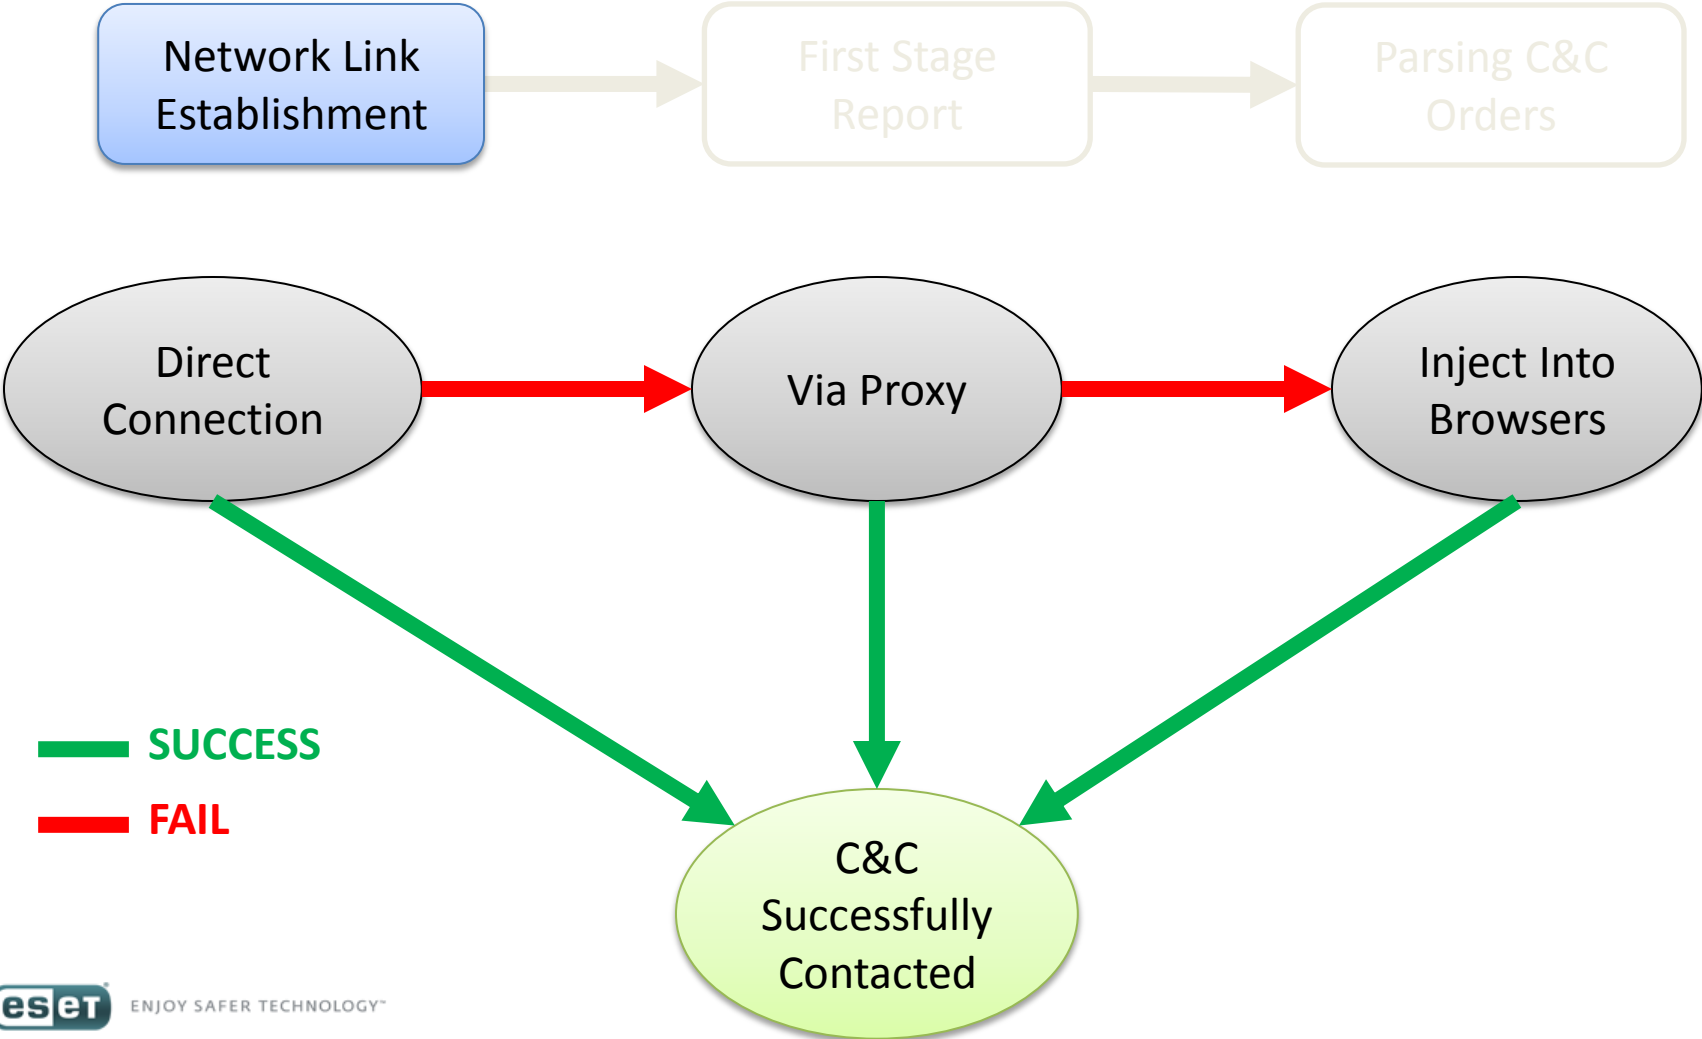 Network Link
Establishment
First Stage
Report
Parsing C&C
Orders
Direct
Connection
Via Proxy
Inject Into
Browsers
SUCCESS
FAIL
C&C
Successfully
Contacted
eseT ENJOY SAFER TECHNOLOGY™